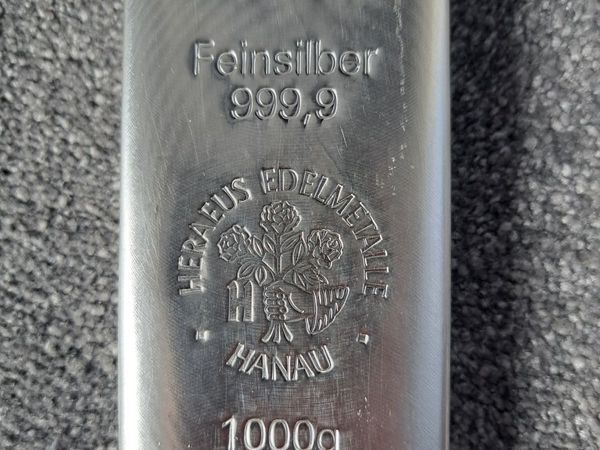 Feinsilber
999,9
HERAEUS EDELMETALLE
H
· HANAU ·
1000g